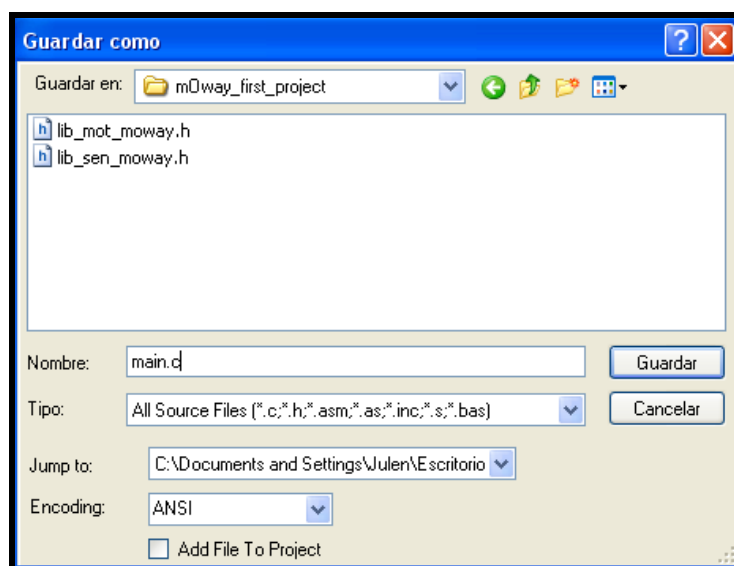 Guardar como
Guardar en: m0way_first_project
lib_mot_moway.h
lib_sen_moway.h
Nombre: main.c Guardar
Tipo: All Source Files (*.c;*.h;*.asm;*.as;*.inc;*.s;*.bas) Cancelar
Jump to: C:\Documents and Settings\Julen\Escritorio
Encoding: ANSI
Add File To Project